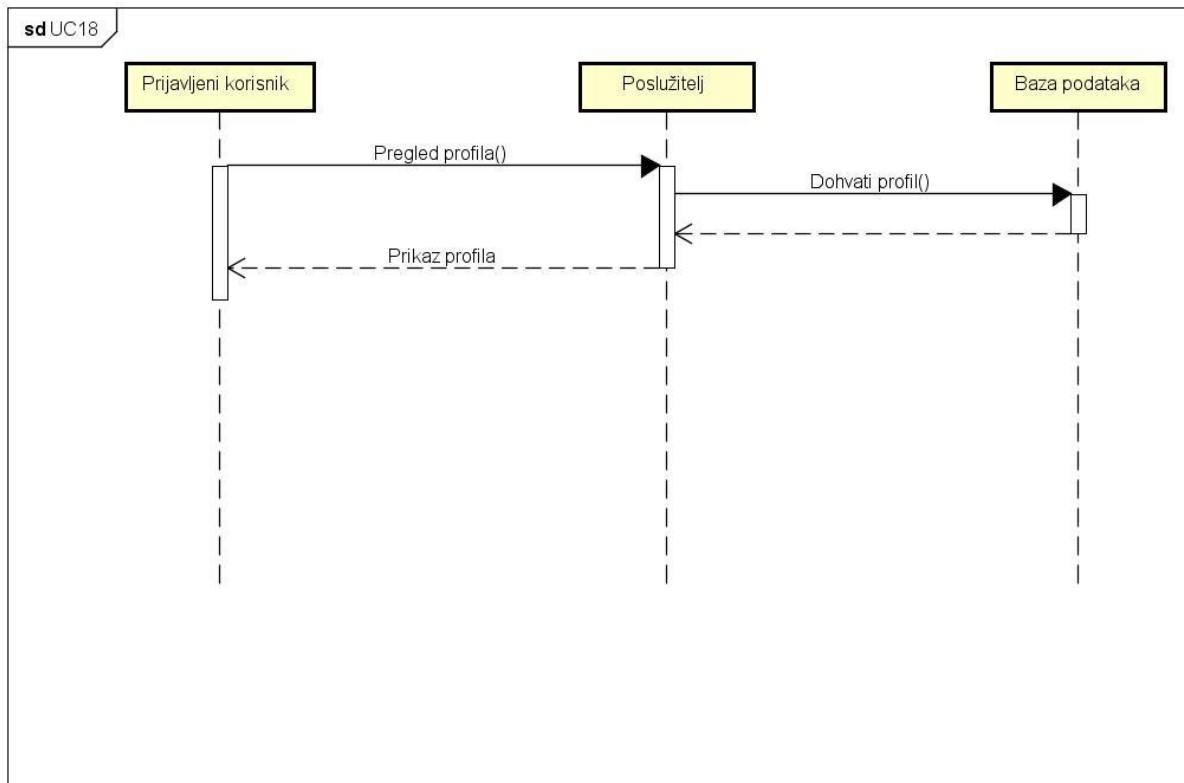 sd UC18
Prijavljeni korisnik
Poslužitelj
Baza podataka
Pregled profila()
Dohvati profil()
Prikaz profila